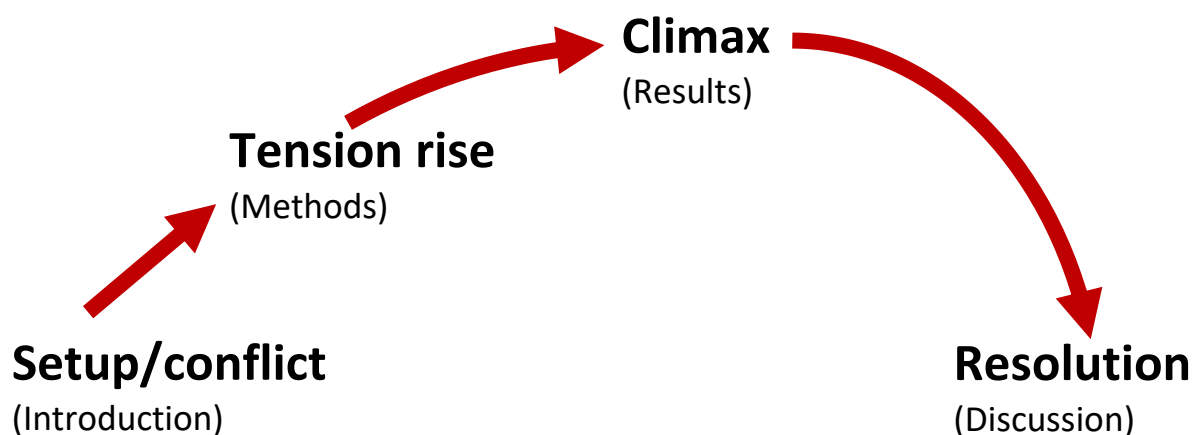 Setup/conflict
(Introduction)
Tension rise
(Methods)
Climax
(Results)
Resolution
(Discussion)